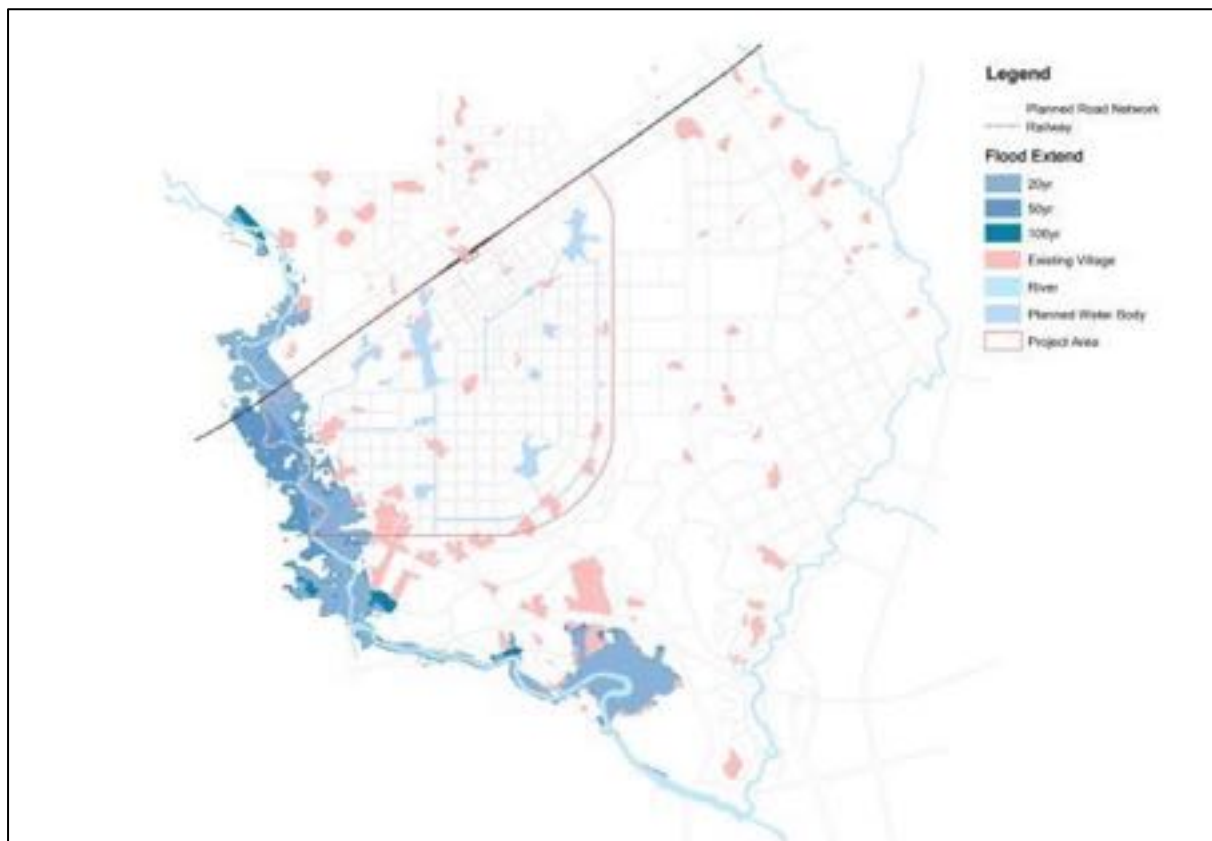 Legend
Planned Road Network
Railway
Flood Extend
20yr
50yr
100yr
Existing Village
River
Planned Water Body
Project Area